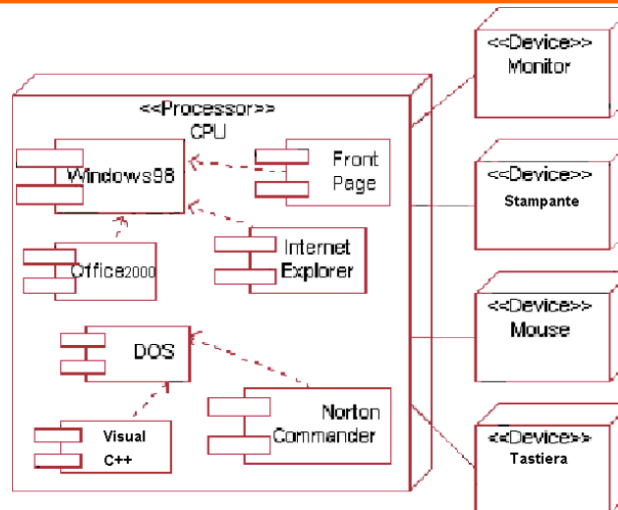 <<Processor>>
CPU
Windows98
Front
Page
Office2000
Internet
Explorer
DOS
Visual
C++
Norton
Commander
<<Device>>
Monitor
<<Device>>
Stampante
<<Device>>
Mouse
<<Device>>
Tastiera